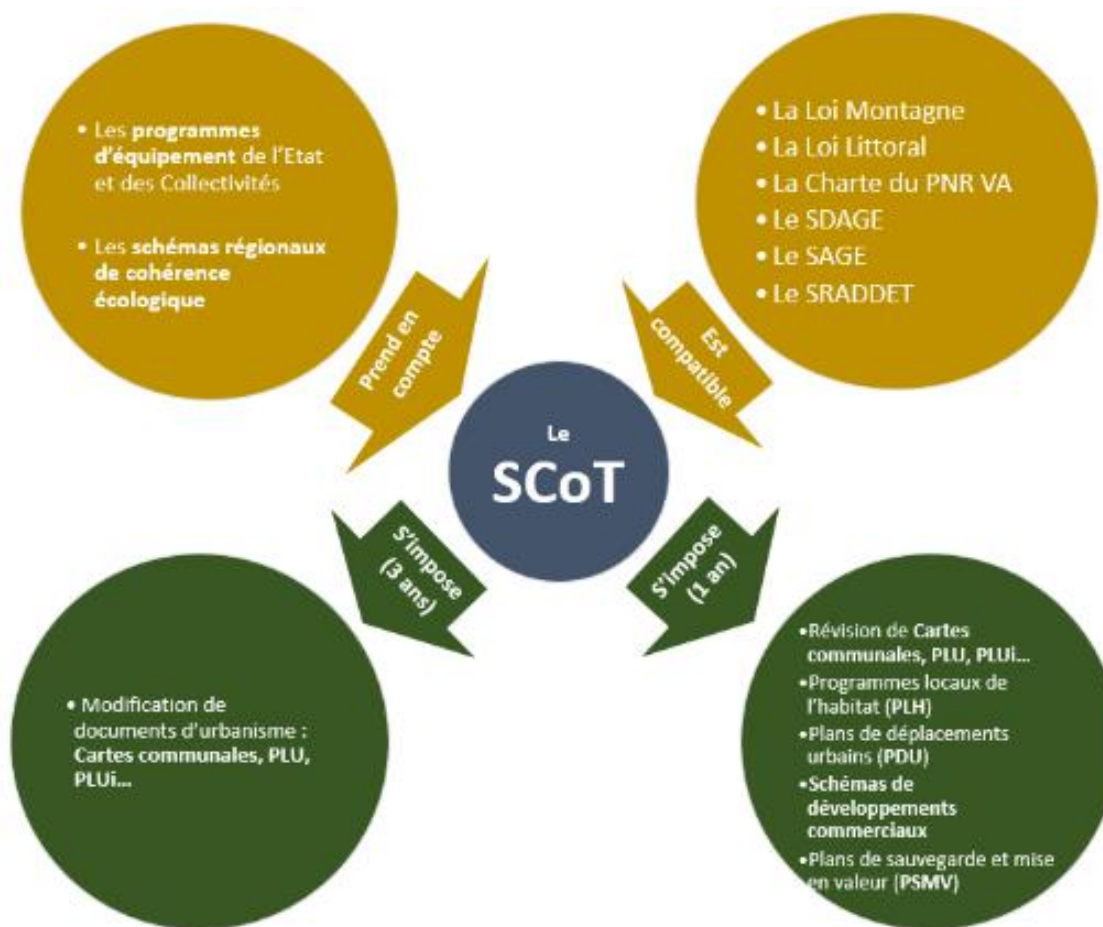 • Les programmes
d'équipement de l'Etat
et des Collectivités
• Les schémas régionaux
de cohérence
écologique
• La Loi Montagne
• La Loi Littoral
• La Charte du PNR VA
• Le SDAGE
• Le SAGE
• Le SRADDET
Prend en
compte
Est
compatible
Le
SCoT
S'impose
(3 ans)
S'impose
(1 an)
• Modification de
documents d'urbanisme :
Cartes communales, PLU,
PLUi...
•Révision de Cartes
communales, PLU, PLUi...
•Programmes locaux de
l'habitat (PLH)
•Plans de déplacements
urbains (PDU)
•Schémas de
développements
commerciaux
•Plans de sauvegarde et mise
en valeur (PSMV)